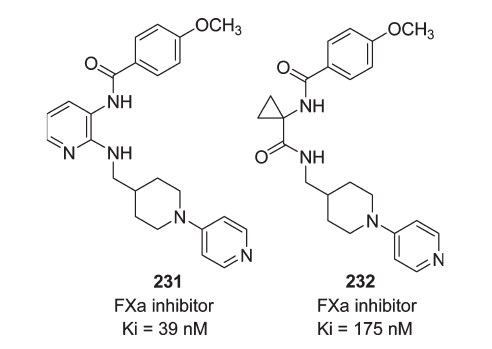 OCH3 OCH3
O O
NH NH
N NH O NH
N N
N N
231 232
FXa inhibitor FXa inhibitor
Ki = 39 nM Ki = 175 nM